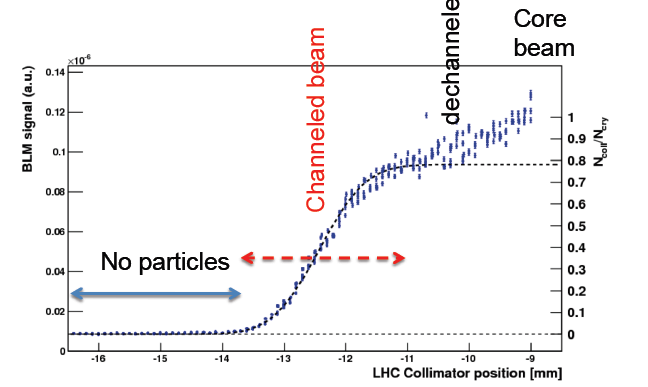 Core
beam
dechannele
Channeled beam
No particles
×10⁻⁶
BLM signal (a.u.)
0.14
0.12
0.1
0.08
0.06
0.04
0.02
0
N_coll/N_cry
1
0.9
0.8
0.7
0.6
0.5
0.4
0.3
0.2
0.1
0
-16 -15 -14 -13 -12 -11 -10 -9
LHC Collimator position [mm]